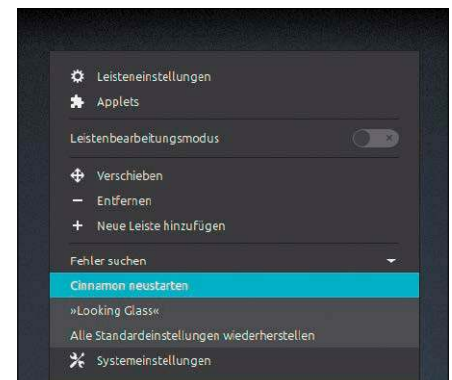 Leisteneinstellungen
Applets
Leistenbearbeitungsmodus
Verschieben
Entfernen
Neue Leiste hinzufügen
Fehler suchen
Cinnamon neustarten
»Looking Glass«
Alle Standardeinstellungen wiederherstellen
Systemeinstellungen